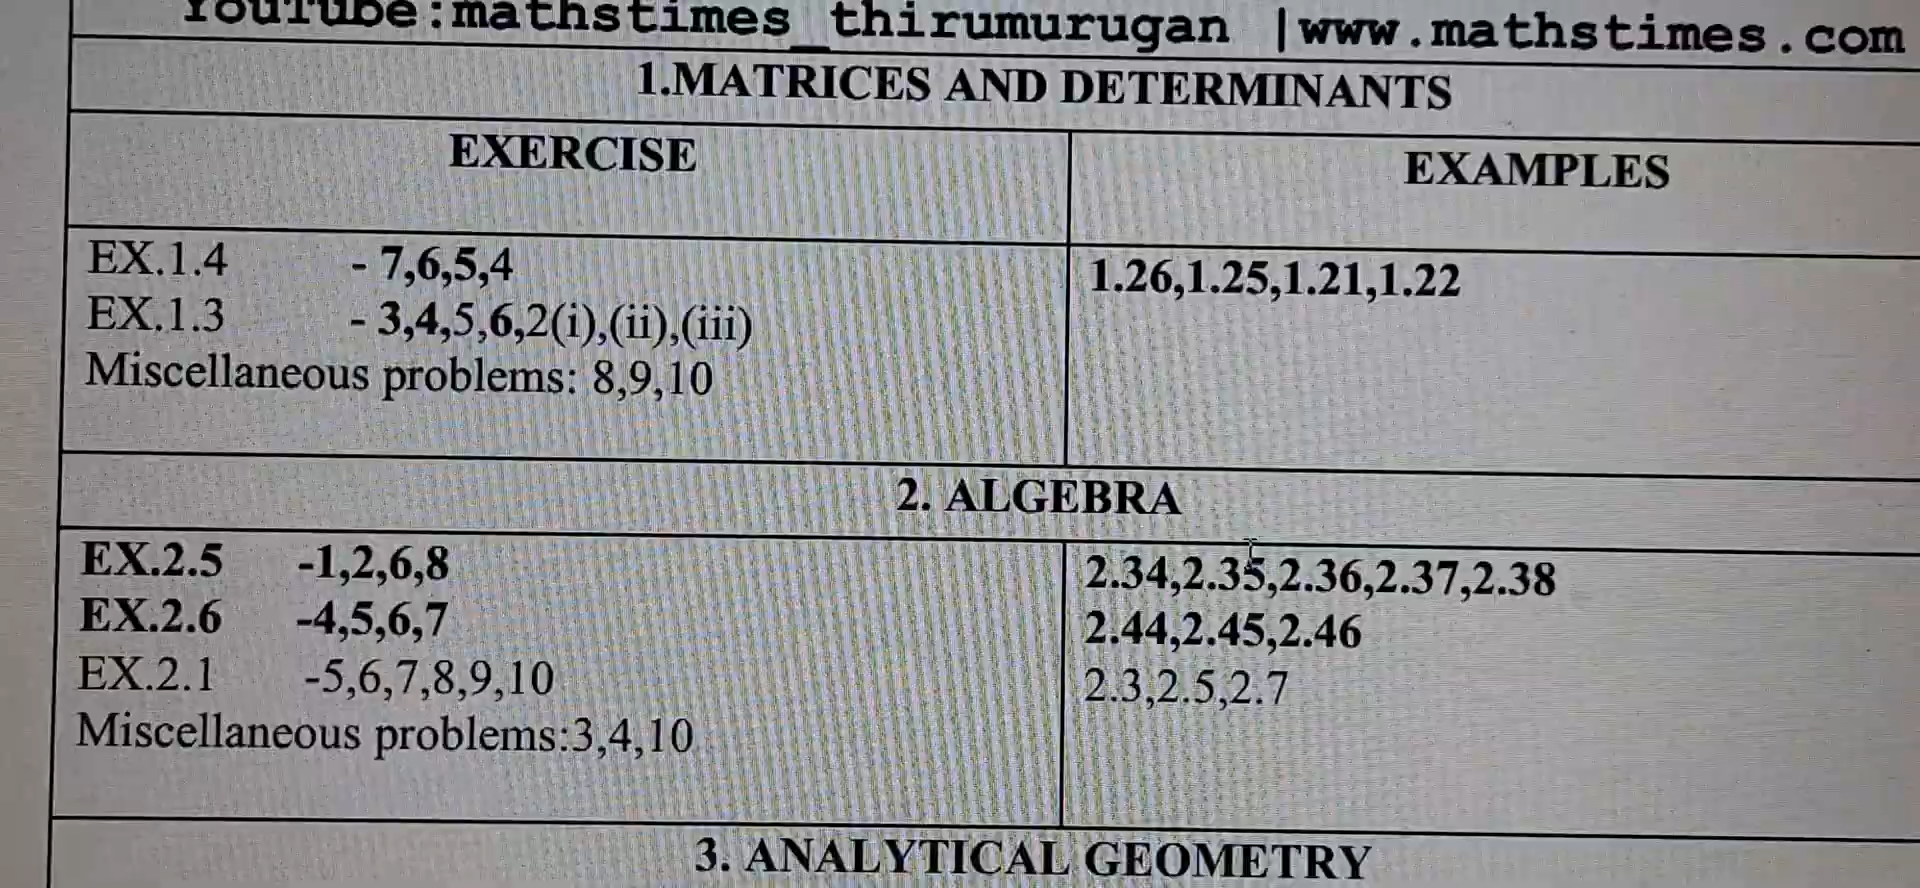 YouTube:mathstimes_thirumurugan |www.mathstimes.com
1.MATRICES AND DETERMINANTS
EXERCISE
EXAMPLES
EX.1.4 - 7,6,5,4
EX.1.3 - 3,4,5,6,2(i),(ii),(iii)
Miscellaneous problems: 8,9,10
1.26,1.25,1.21,1.22
2. ALGEBRA
EX.2.5 -1,2,6,8
EX.2.6 -4,5,6,7
EX.2.1 -5,6,7,8,9,10
Miscellaneous problems:3,4,10
2.34,2.35,2.36,2.37,2.38
2.44,2.45,2.46
2.3,2.5,2.7
3. ANALYTICAL GEOMETRY